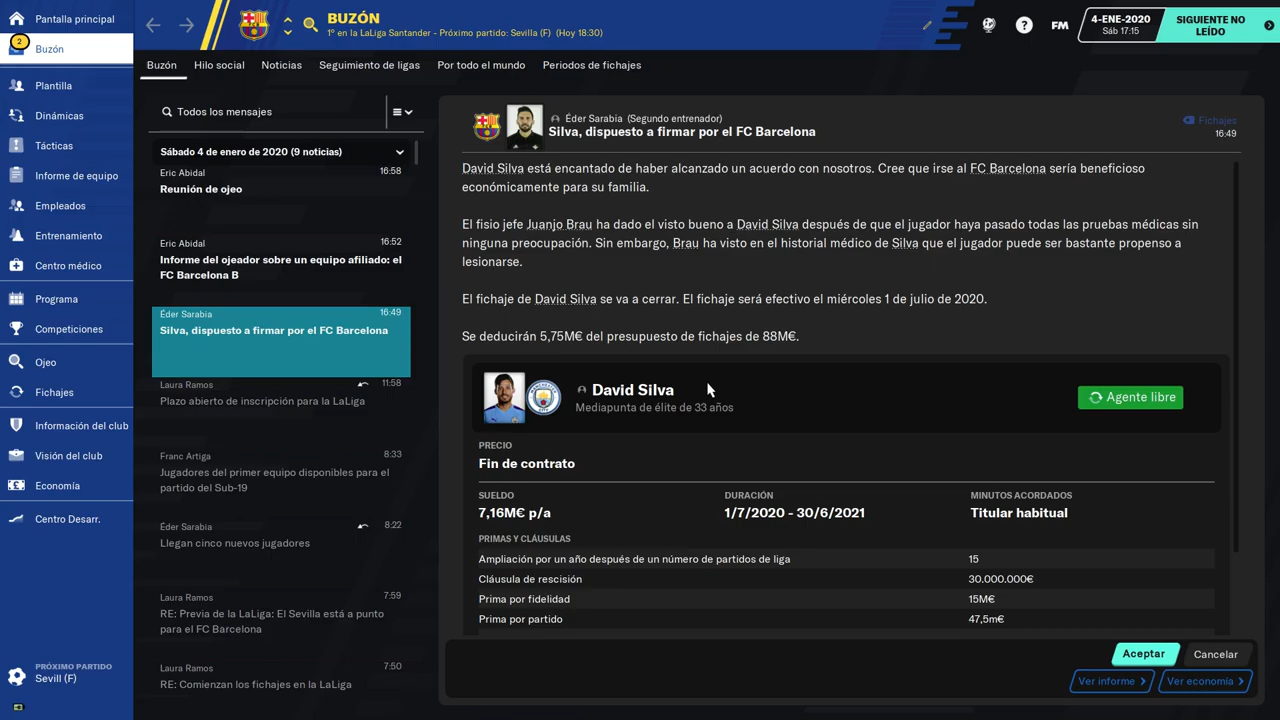 Pantalla principal
2
Buzón
Plantilla
Dinámicas
Tácticas
Informe de equipo
Empleados
Entrenamiento
Centro médico
Programa
Competiciones
Ojeo
Fichajes
Información del club
Visión del club
Economía
Centro Desarr.
PRÓXIMO PARTIDO
Sevill (F)
BUZÓN
1º en la LaLiga Santander - Próximo partido: Sevilla (F) (Hoy 18:30)
?
FM
4-ENE-2020
Sáb 17:15
SIGUIENTE NO
LEÍDO
Buzón
Hilo social
Noticias
Seguimiento de ligas
Por todo el mundo
Periodos de fichajes
Todos los mensajes
Sábado 4 de enero de 2020 (9 noticias)
Eric Abidal 16:58
Reunión de ojeo
Eric Abidal 16:52
Informe del ojeador sobre un equipo afiliado: el
FC Barcelona B
Éder Sarabia 16:49
Silva, dispuesto a firmar por el FC Barcelona
Laura Ramos 11:58
Plazo abierto de inscripción para la LaLiga
Franc Artiga 8:33
Jugadores del primer equipo disponibles para el
partido del Sub-19
Éder Sarabia 8:22
Llegan cinco nuevos jugadores
Laura Ramos 7:59
RE: Previa de la LaLiga: El Sevilla está a punto
para el FC Barcelona
Laura Ramos 7:50
RE: Comienzan los fichajes en la LaLiga
Éder Sarabia (Segundo entrenador)
Silva, dispuesto a firmar por el FC Barcelona
Fichajes
16:49
David Silva está encantado de haber alcanzado un acuerdo con nosotros. Cree que irse al FC Barcelona sería beneficioso
económicamente para su familia.
El fisio jefe Juanjo Brau ha dado el visto bueno a David Silva después de que el jugador haya pasado todas las pruebas médicas sin
ninguna preocupación. Sin embargo, Brau ha visto en el historial médico de Silva que el jugador puede ser bastante propenso a
lesionarse.
El fichaje de David Silva se va a cerrar. El fichaje será efectivo el miércoles 1 de julio de 2020.
Se deducirán 5,75M€ del presupuesto de fichajes de 88M€.
David Silva
Mediapunta de élite de 33 años
Agente libre
PRECIO
Fin de contrato
SUELDO
7,16M€ p/a
DURACIÓN
1/7/2020 - 30/6/2021
MINUTOS ACORDADOS
Titular habitual
PRIMAS Y CLÁUSULAS
Ampliación por un año después de un número de partidos de liga 15
Cláusula de rescisión 30.000.000€
Prima por fidelidad 15M€
Prima por partido 47,5m€
Aceptar
Cancelar
Ver informe
Ver economía